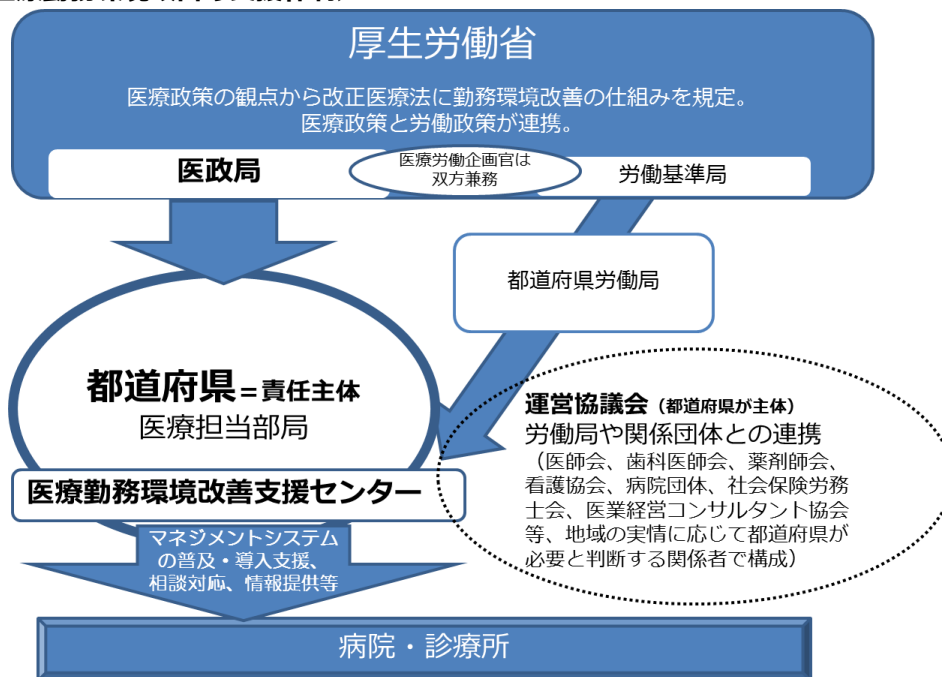 厚生労働省
医療政策の観点から改正医療法に勤務環境改善の仕組みを規定。
医療政策と労働政策が連携。
医政局
医療労働企画官は
双方兼務
労働基準局
都道府県労働局
都道府県=責任主体
医療担当部局
医療勤務環境改善支援センター
運営協議会（都道府県が主体）
労働局や関係団体との連携
（医師会、歯科医師会、薬剤師会、
看護協会、病院団体、社会保険労務
士会、医業経営コンサルタント協会
等、地域の実情に応じて都道府県が
必要と判断する関係者で構成）
マネジメントシステム
の普及・導入支援、
相談対応、情報提供等
病院・診療所